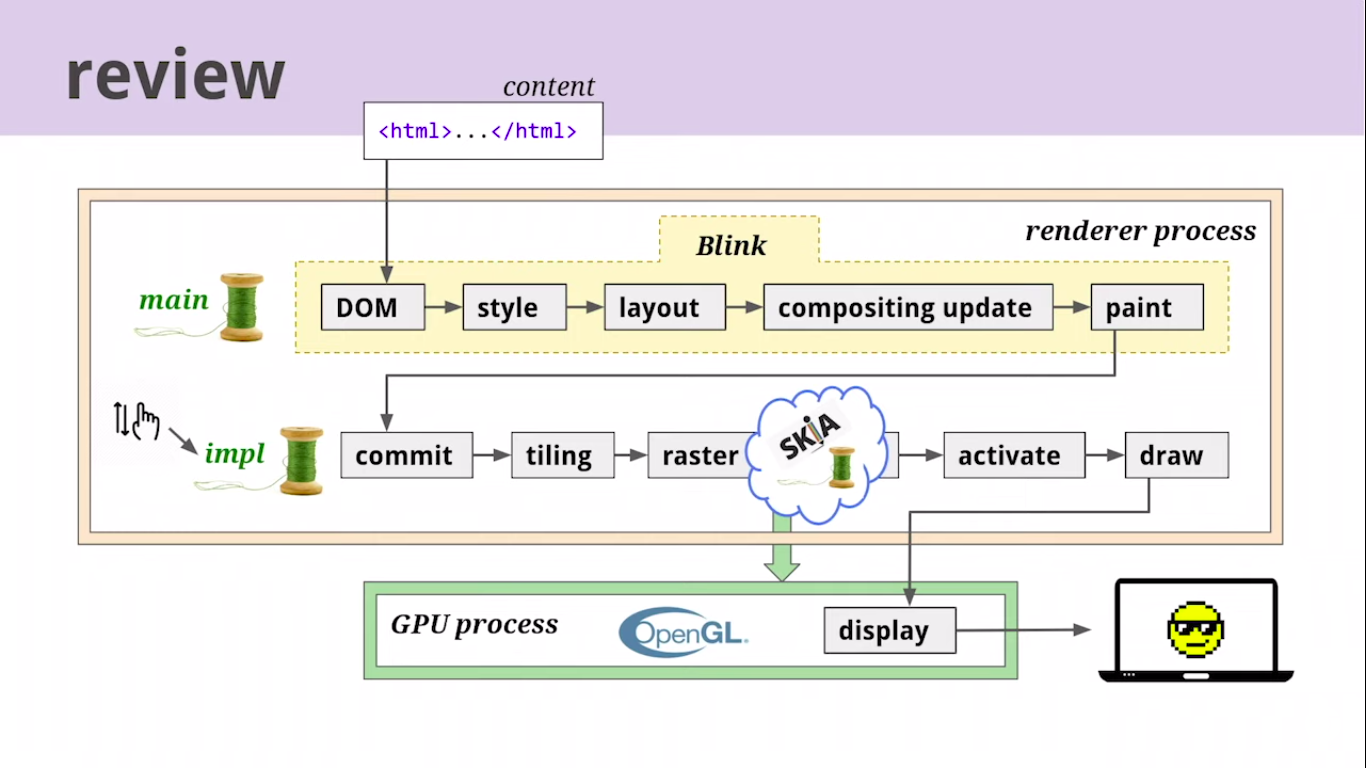 review
content
<html>...</html>
renderer process
Blink
main
DOM
style
layout
compositing update
paint
impl
commit
tiling
raster
SKiA
activate
draw
GPU process
OpenGL.
display